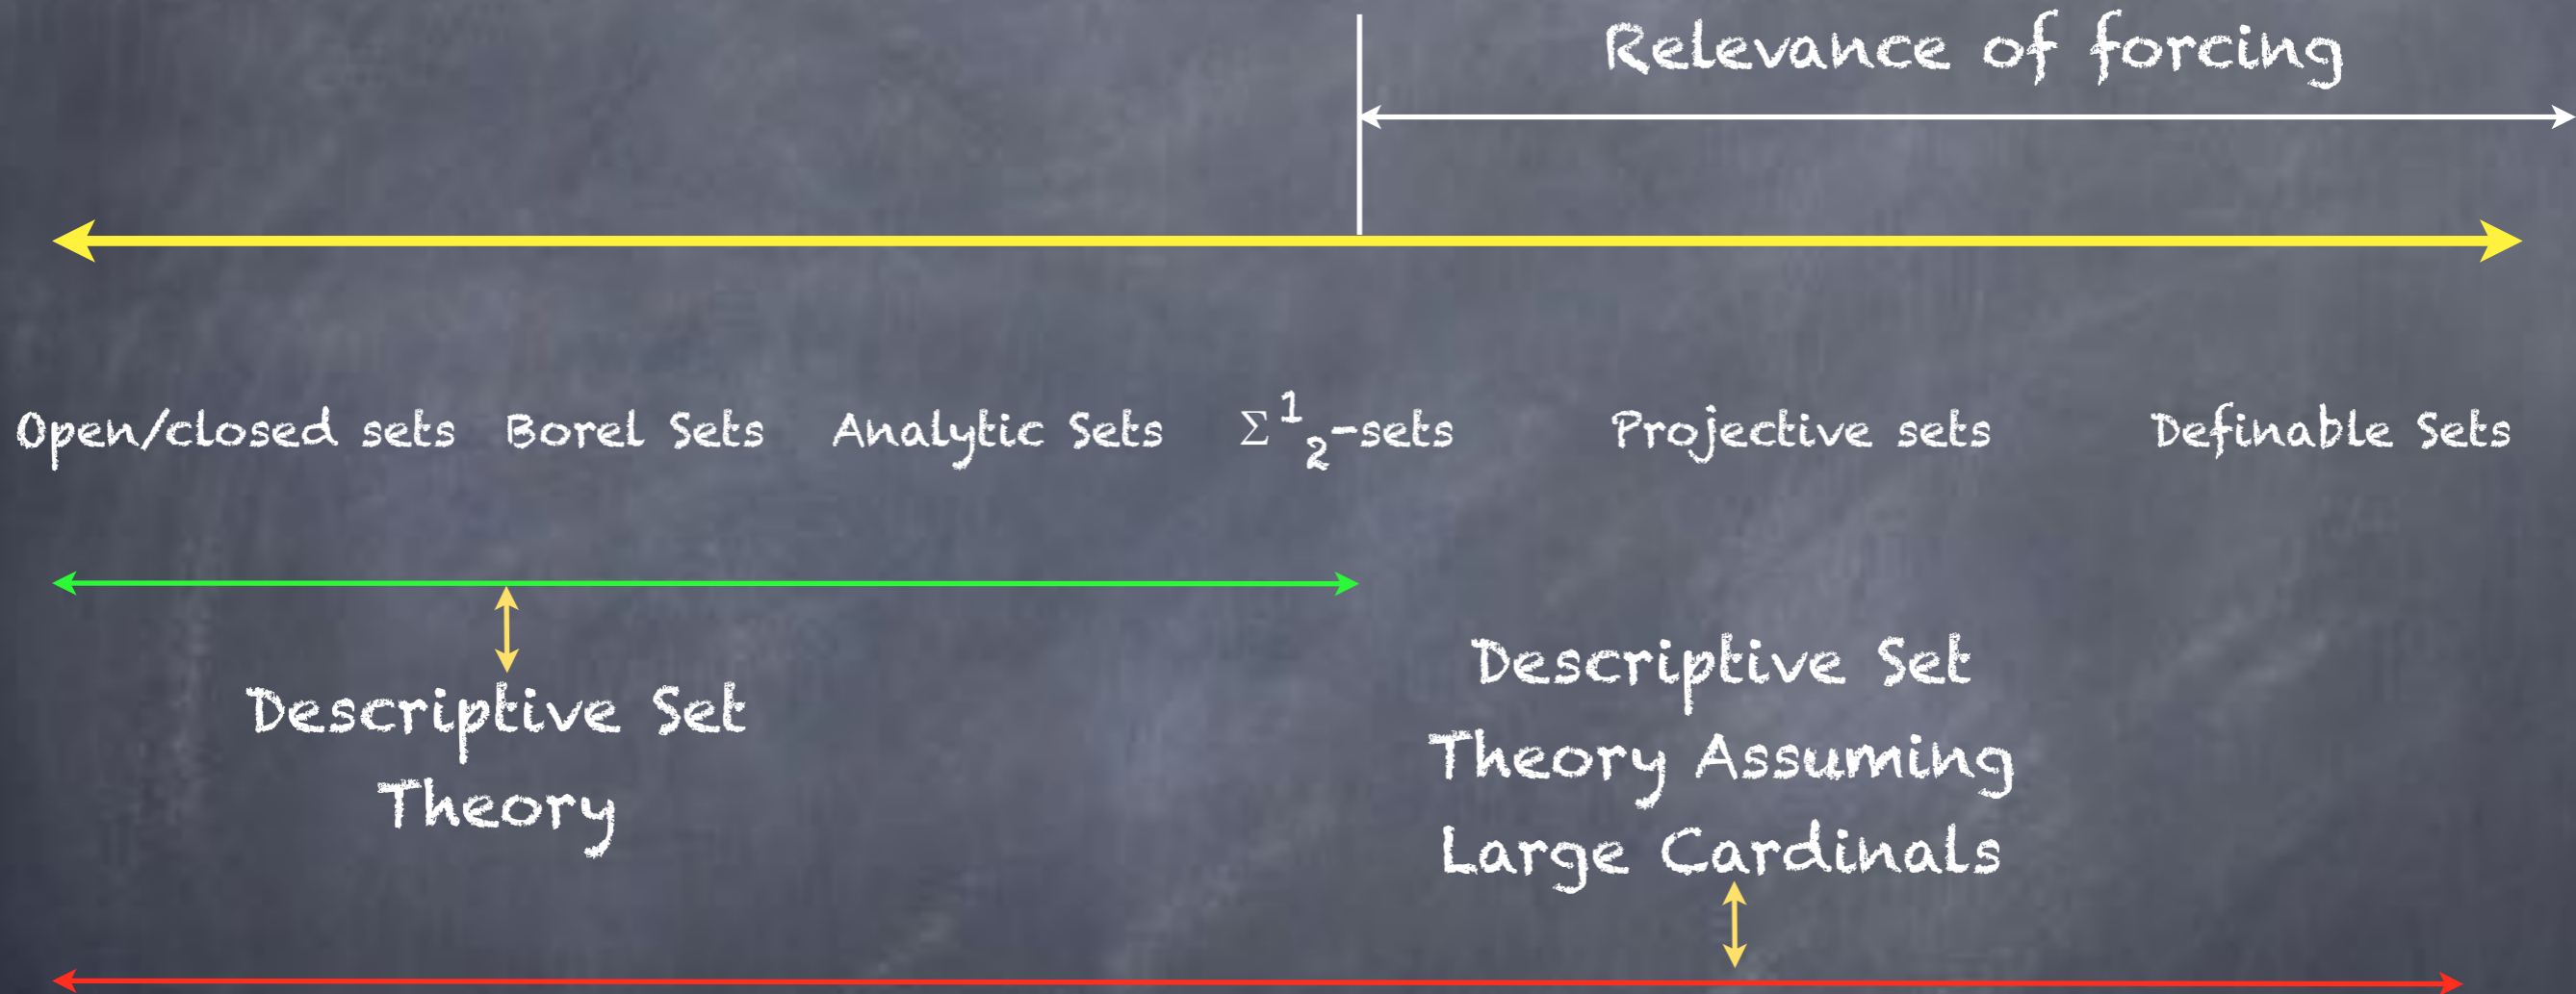 Relevance of forcing
Open/closed sets Borel Sets Analytic Sets Σ¹₂-sets Projective sets Definable Sets
Descriptive Set
Theory
Descriptive Set
Theory Assuming
Large Cardinals